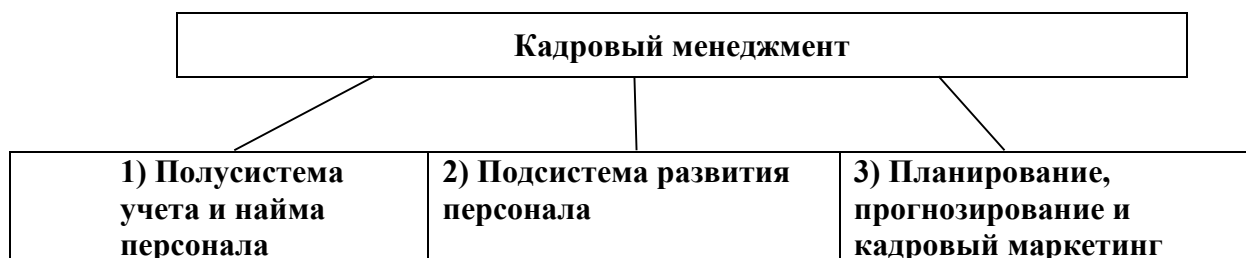 Кадровый менеджмент
1) Полусистема
учета и найма
персонала
2) Подсистема развития
персонала
3) Планирование,
прогнозирование и
кадровый маркетинг